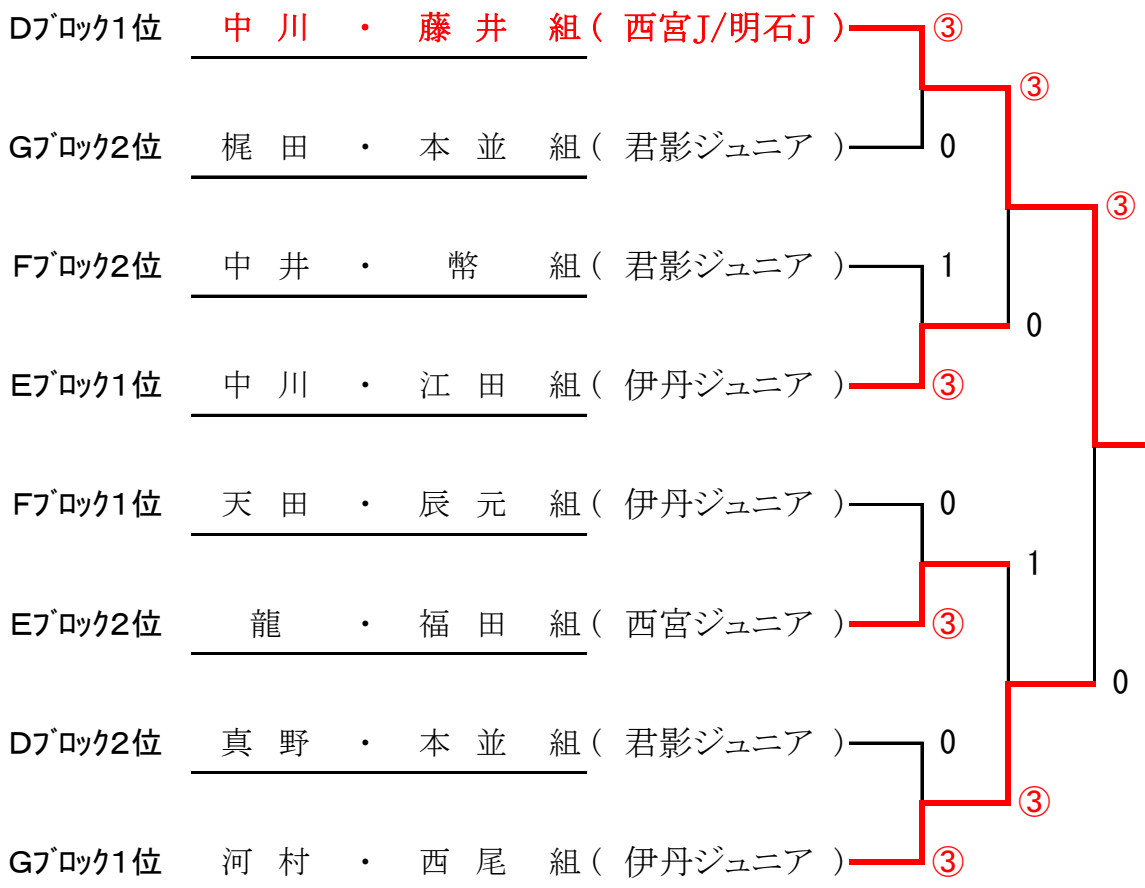 Dブロック1位 中川・藤井組(西宮J/明石J) ③
③
Gブロック2位 梶田・本並組(君影ジュニア) 0
③
Fブロック2位 中井・幣組(君影ジュニア) 1
0
Eブロック1位 中川・江田組(伊丹ジュニア) ③
Fブロック1位 天田・辰元組(伊丹ジュニア) 0
1
Eブロック2位 龍・福田組(西宮ジュニア) ③
0
Dブロック2位 真野・本並組(君影ジュニア) 0
③
Gブロック1位 河村・西尾組(伊丹ジュニア) ③